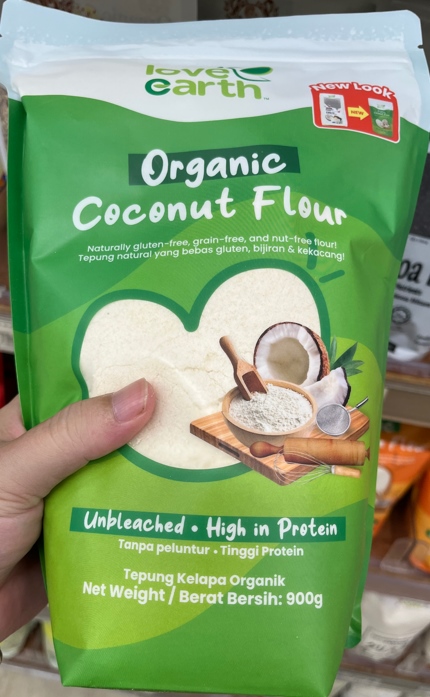 love
earth™
New Look
NEW
Organic
Coconut Flour
Naturally gluten-free, grain-free, and nut-free flour!
Tepung natural yang bebas gluten, bijiran & kekacang!
Unbleached • High in Protein
Tanpa peluntur • Tinggi Protein
Tepung Kelapa Organik
Net Weight / Berat Bersih: 900g